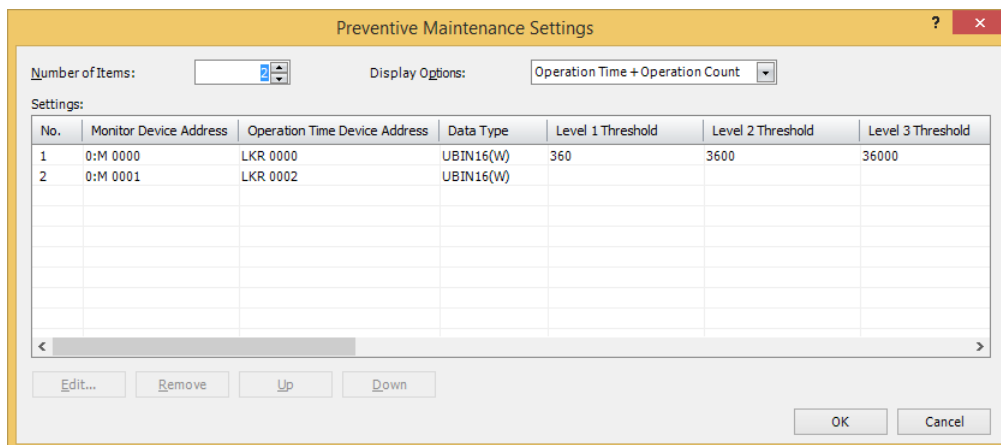 Preventive Maintenance Settings ? ×
Number of Items: 2 Display Options: Operation Time + Operation Count
Settings:
No. Monitor Device Address Operation Time Device Address Data Type Level 1 Threshold Level 2 Threshold Level 3 Threshold
1 0:M 0000 LKR 0000 UBIN16(W) 360 3600 36000
2 0:M 0001 LKR 0002 UBIN16(W)
Edit... Remove Up Down
OK Cancel